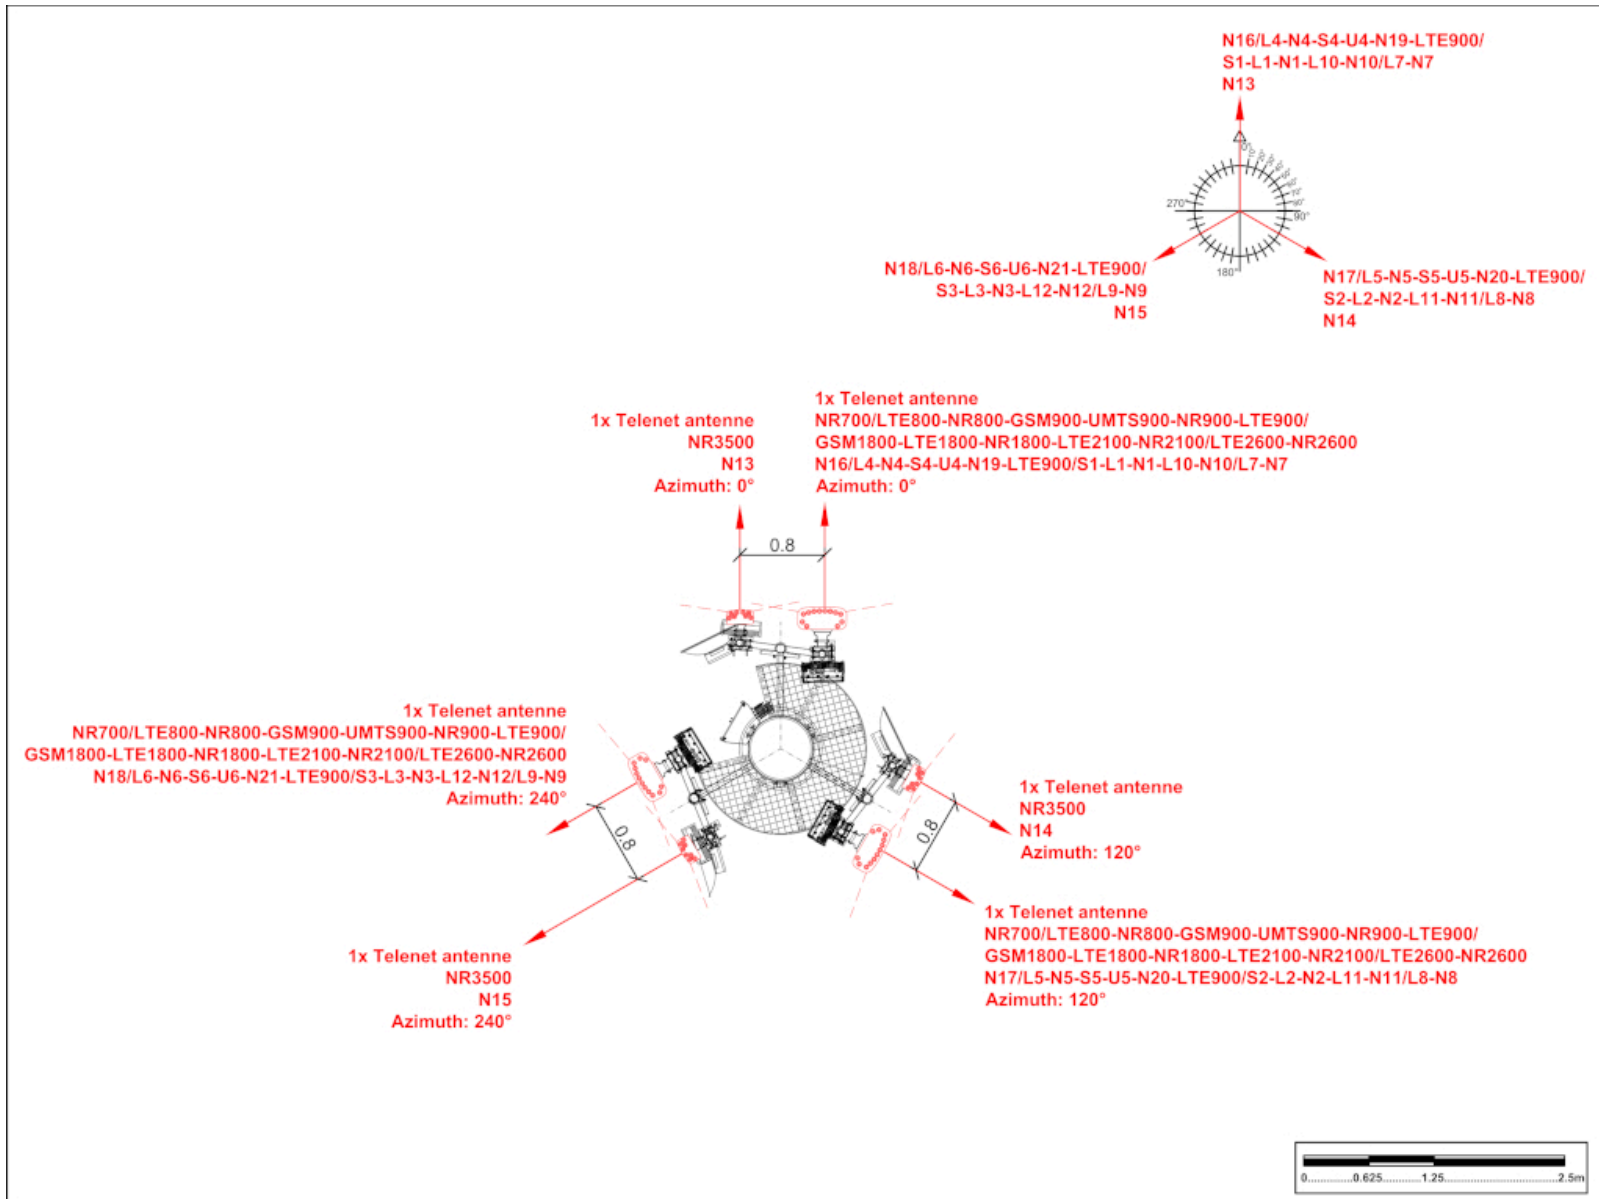 N16/L4-N4-S4-U4-N19-LTE900/
S1-L1-N1-L10-N10/L7-N7
N13
270°
90°
180°
N18/L6-N6-S6-U6-N21-LTE900/
S3-L3-N3-L12-N12/L9-N9
N15
N17/L5-N5-S5-U5-N20-LTE900/
S2-L2-N2-L11-N11/L8-N8
N14
1x Telenet antenne
NR3500
N13
Azimuth: 0°
1x Telenet antenne
NR700/LTE800-NR800-GSM900-UMTS900-NR900-LTE900/
GSM1800-LTE1800-NR1800-LTE2100-NR2100/LTE2600-NR2600
N16/L4-N4-S4-U4-N19-LTE900/S1-L1-N1-L10-N10/L7-N7
Azimuth: 0°
0.8
1x Telenet antenne
NR700/LTE800-NR800-GSM900-UMTS900-NR900-LTE900/
GSM1800-LTE1800-NR1800-LTE2100-NR2100/LTE2600-NR2600
N18/L6-N6-S6-U6-N21-LTE900/S3-L3-N3-L12-N12/L9-N9
Azimuth: 240°
0.8
1x Telenet antenne
NR3500
N14
Azimuth: 120°
0.8
1x Telenet antenne
NR700/LTE800-NR800-GSM900-UMTS900-NR900-LTE900/
GSM1800-LTE1800-NR1800-LTE2100-NR2100/LTE2600-NR2600
N17/L5-N5-S5-U5-N20-LTE900/S2-L2-N2-L11-N11/L8-N8
Azimuth: 120°
1x Telenet antenne
NR3500
N15
Azimuth: 240°
0.......0.625.......1.25.......2.5m